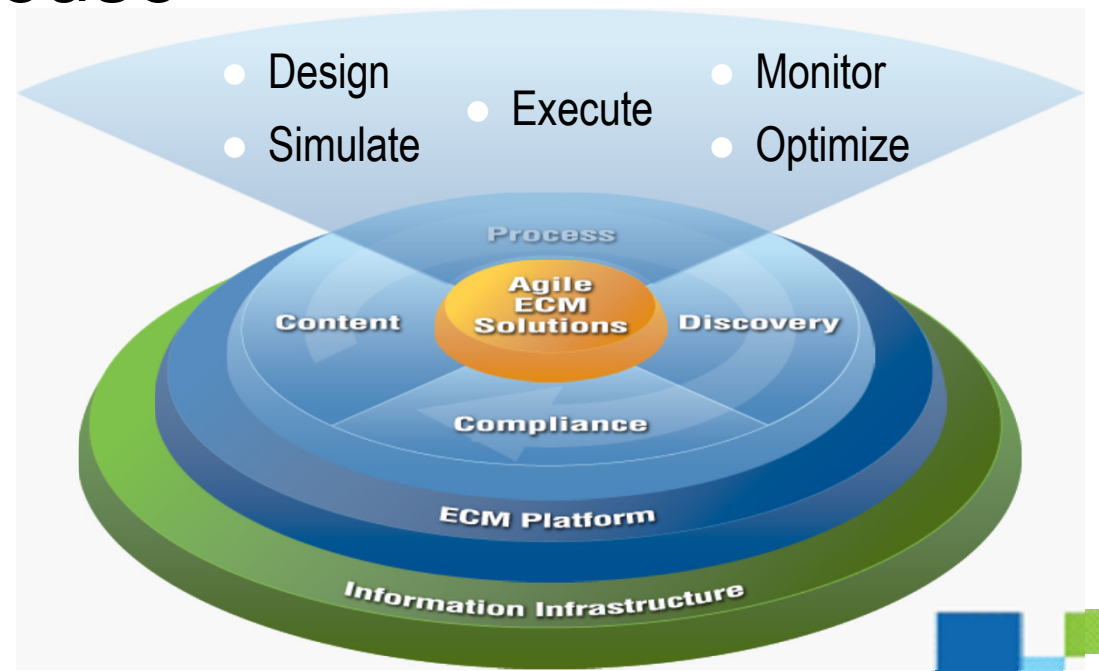 Design
Simulate
Execute
Monitor
Optimize
Process
Agile
ECM
Solutions
Content
Discovery
Compliance
ECM Platform
Information Infrastructure